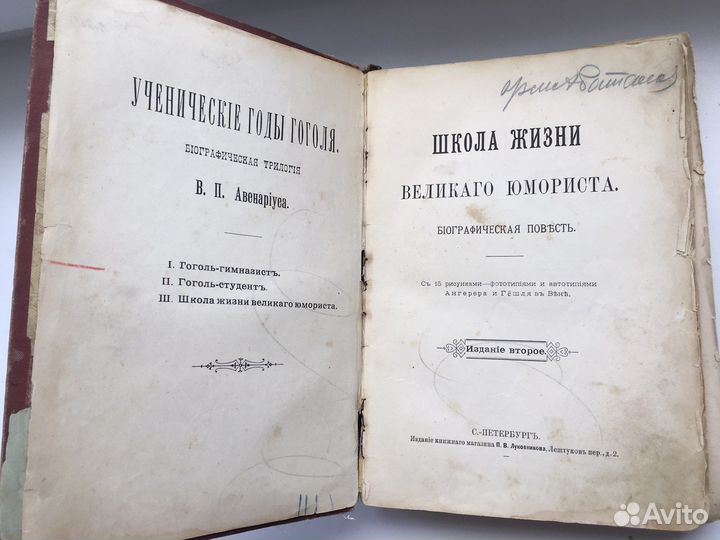 УЧЕНИЧЕСКІЕ ГОДЫ ГОГОЛЯ.
БІОГРАФИЧЕСКАЯ ТРИЛОГІЯ
В. П. Авенаріуса.
I. Гоголь-гимназистъ.
II. Гоголь-студентъ.
III. Школа жизни великаго юмориста.
ШКОЛА ЖИЗНИ
ВЕЛИКАГО ЮМОРИСТА.
БІОГРАФИЧЕСКАЯ ПОВѢСТЬ.
Съ 15 рисунками—фототипіями и автотипіями
Ангерера и Гёшля въ Вѣнѣ.
Изданіе второе.
С.-ПЕТЕРБУРГЪ.
Изданіе книжнаго магазина П. В. Луковникова. Лештуковъ пер., д. 2.
Avito